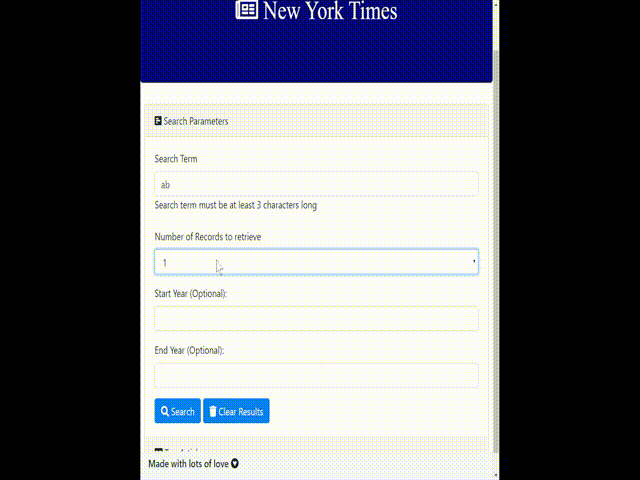 New York Times
Search Parameters
Search Term
ab
Search term must be at least 3 characters long
Number of Records to retrieve
1
Start Year (Optional):
End Year (Optional):
Search Clear Results
Made with lots of love